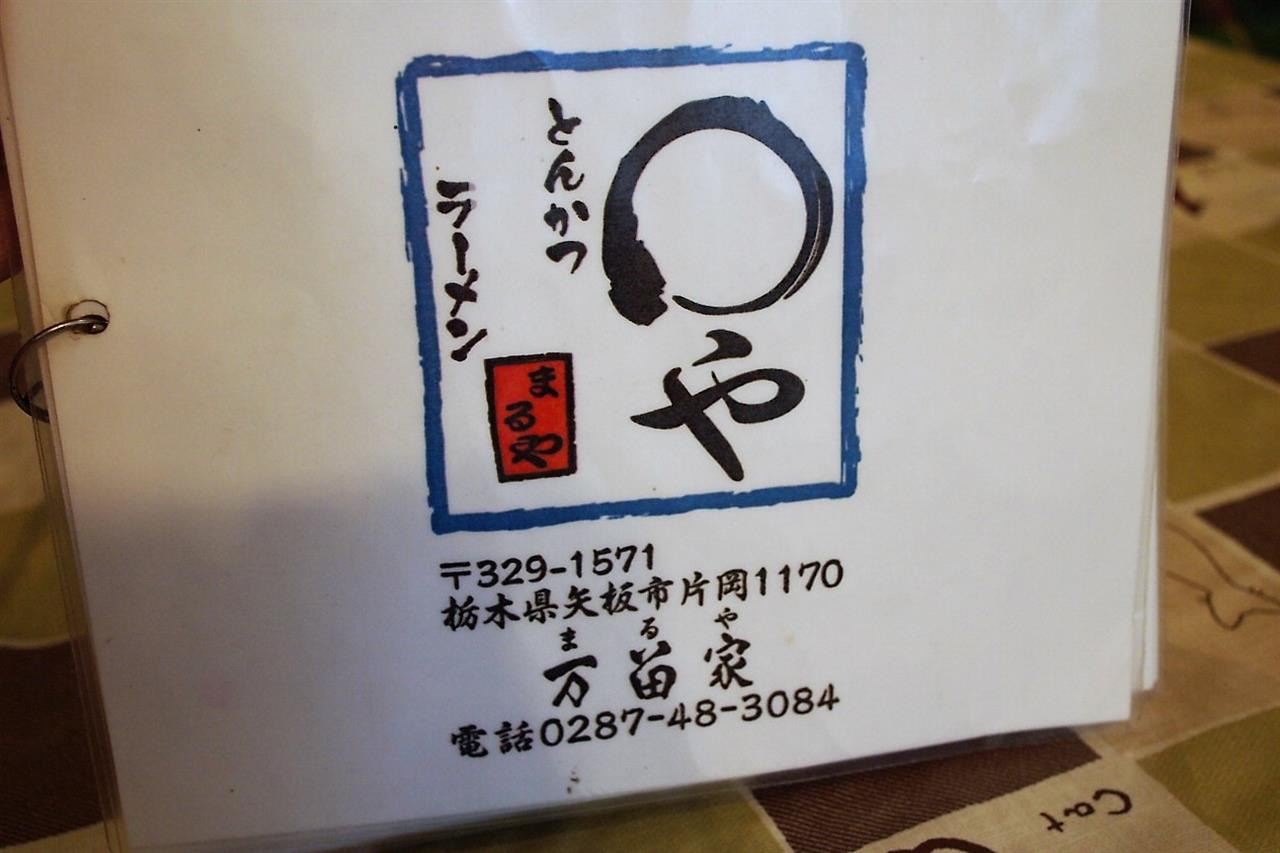 ○や
とんかつ
ラーメン
まるや
〒329-1571
栃木県矢板市片岡1170
まるや
万留家
電話0287-48-3084
Cat